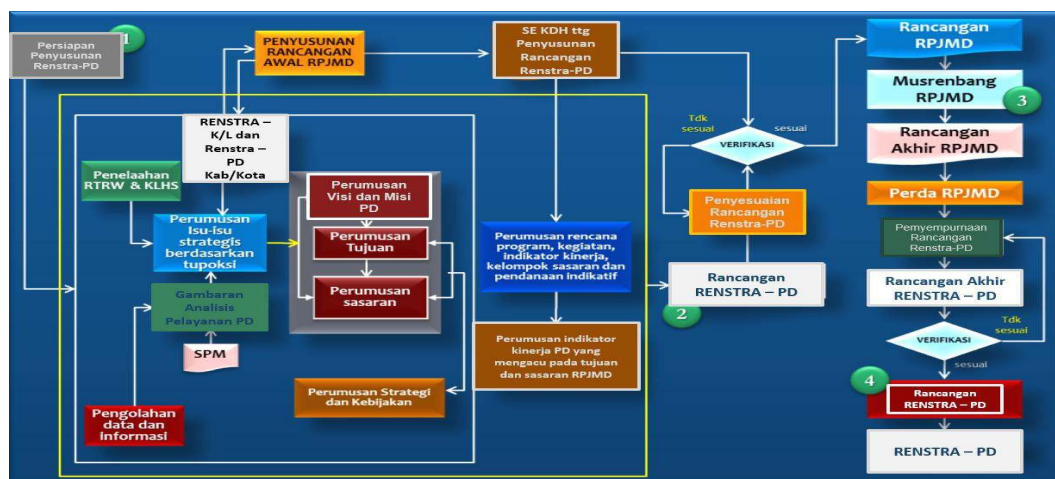 Persiapan
Penyusunan
Renstra-PD
1
PENYUSUNAN
RANCANGAN
AWAL RPJMD
SE KDH ttg
Penyusunan
Rancangan
Renstra-PD
Rancangan
RPJMD
Musrenbang
RPJMD
3
Rancangan
Akhir RPJMD
Perda RPJMD
Pemyempurnaan
Rancangan
Renstra-PD
Rancangan Akhir
RENSTRA – PD
Tdk
sesuai
VERIFIKASI
sesuai
4
Rancangan
RENSTRA – PD
RENSTRA – PD
Tdk
sesuai
sesuai
VERIFIKASI
Penyesuaian
Rancangan
Renstra-PD
Rancangan
RENSTRA – PD
2
RENSTRA –
K/L dan
Renstra –
PD
Kab/Kota
Penelaahan
RTRW & KLHS
Perumusan
Isu-isu
strategis
berdasarkan
tupoksi
Gambaran
Analisis
Pelayanan PD
SPM
Pengolahan
data dan
informasi
Perumusan
Visi dan Misi
PD
Perumusan
Tujuan
Perumusan
sasaran
Perumusan Strategi
dan Kebijakan
Perumusan rencana
program, kegiatan,
indikator kinerja,
kelompok sasaran dan
pendanaan indikatif
Perumusan indikator
kinerja PD yang
mengacu pada tujuan
dan sasaran RPJMD